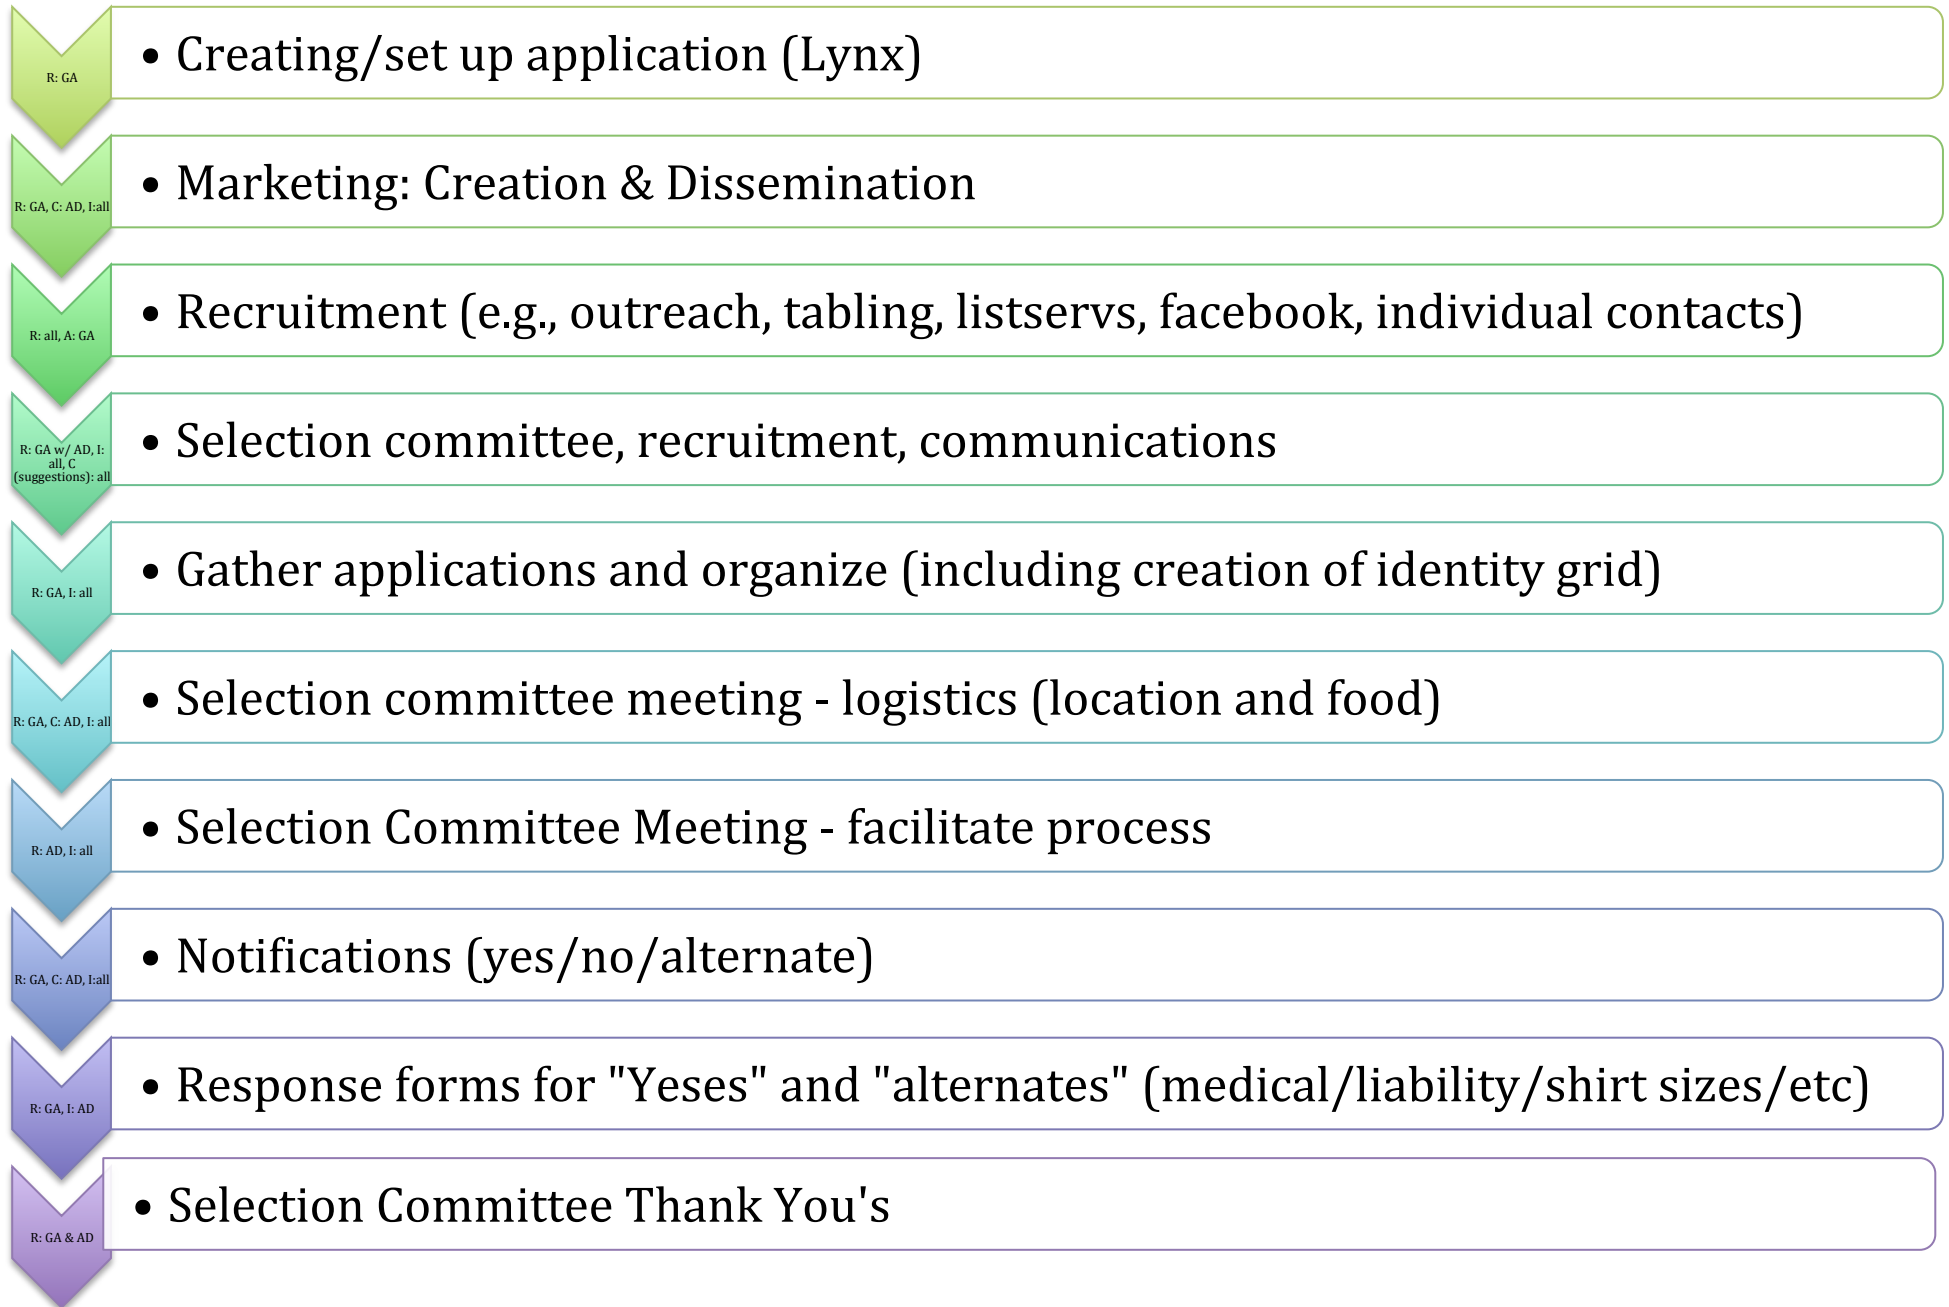 R: GA
• Creating/set up application (Lynx)
R: GA, C: AD, I:all
• Marketing: Creation & Dissemination
R: all, A: GA
• Recruitment (e.g., outreach, tabling, listservs, facebook, individual contacts)
R: GA w/ AD, I:
all, C
(suggestions): all
• Selection committee, recruitment, communications
R: GA, I: all
• Gather applications and organize (including creation of identity grid)
R: GA, C: AD, I: all
• Selection committee meeting - logistics (location and food)
R: AD, I: all
• Selection Committee Meeting - facilitate process
R: GA, C: AD, I:all
• Notifications (yes/no/alternate)
R: GA, I: AD
• Response forms for "Yeses" and "alternates" (medical/liability/shirt sizes/etc)
R: GA & AD
• Selection Committee Thank You's